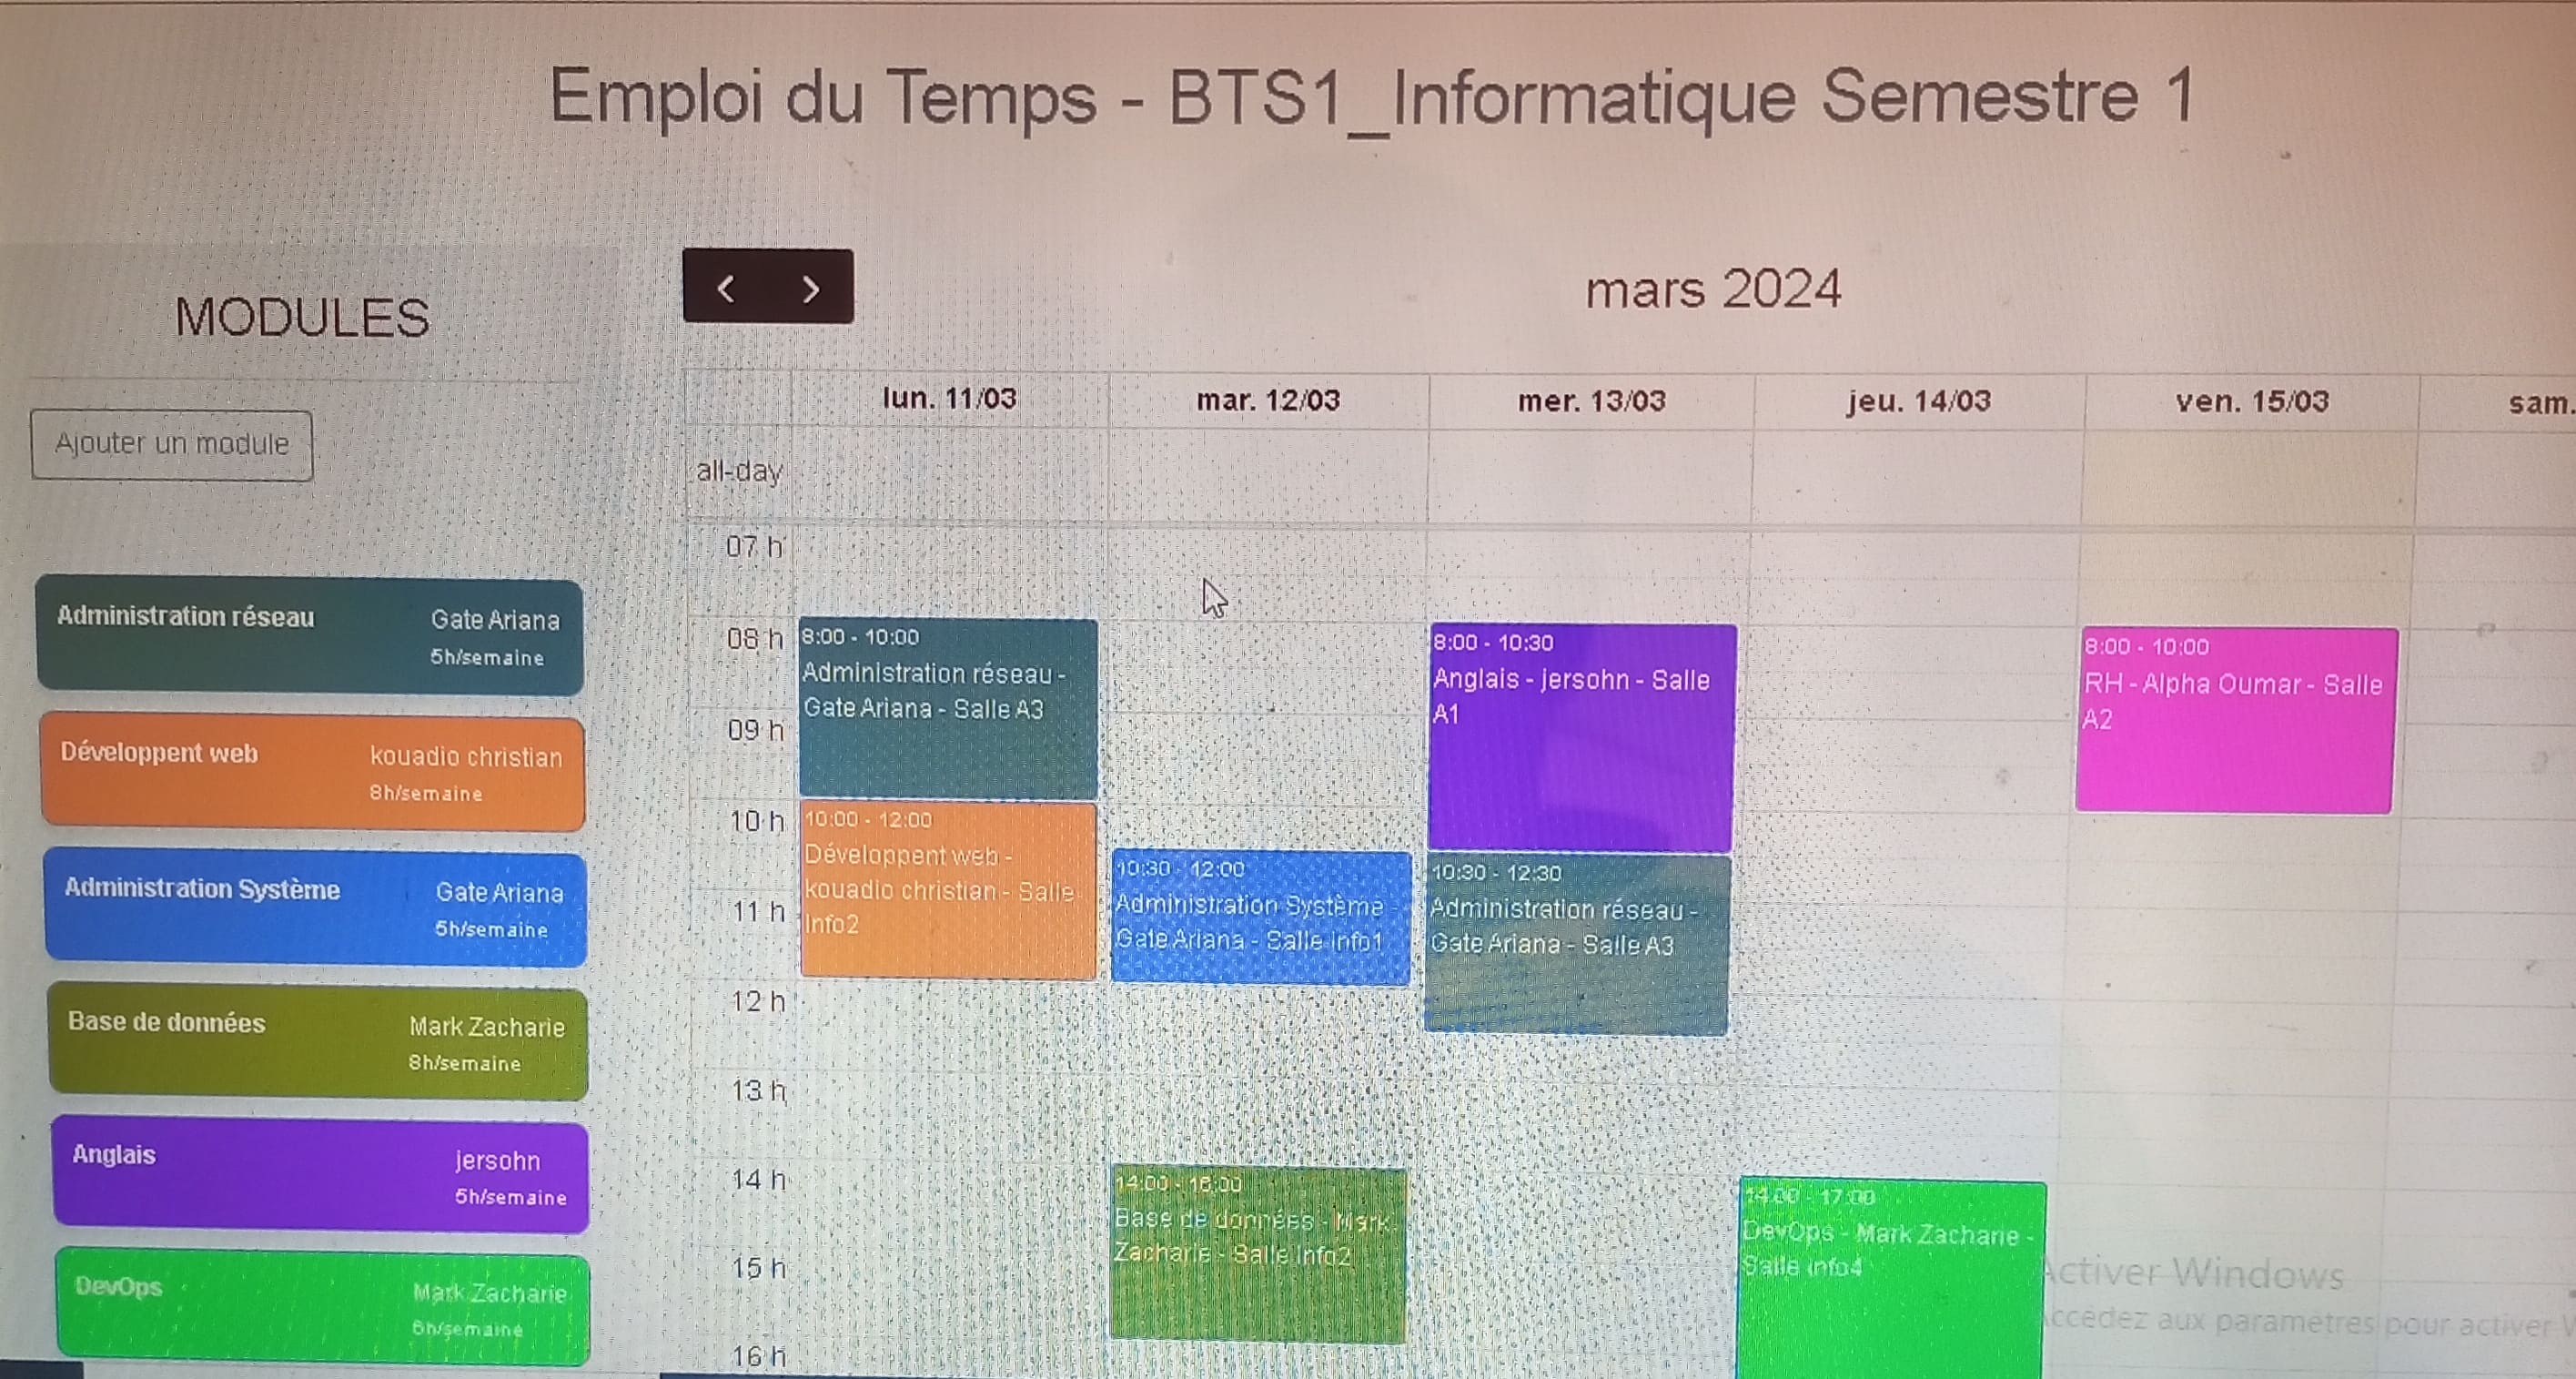 Emploi du Temps - BTS1_Informatique Semestre 1
MODULES
Ajouter un module
Administration réseau
Gate Ariana
5h/semaine
Développent web
kouadio christian
8h/semaine
Administration Système
Gate Ariana
5h/semaine
Base de données
Mark Zacharie
8h/semaine
Anglais
jersohn
5h/semaine
DevOps
Mark Zacharie
6h/semaine
< >
mars 2024
lun. 11/03
mar. 12/03
mer. 13/03
jeu. 14/03
ven. 15/03
sam.
all-day
07 h
08 h
09 h
10 h
11 h
12 h
13 h
14 h
15 h
16 h
8:00 - 10:00
Administration réseau -
Gate Ariana - Salle A3
10:00 - 12:00
Développent web -
kouadio christian - Salle
Info2
10:30 - 12:00
Administration Système -
Gate Ariana - Salle Info1
14:00 - 16:00
Base de données - Mark
Zacharie - Salle Info2
8:00 - 10:30
Anglais - jersohn - Salle
A1
10:30 - 12:30
Administration réseau -
Gate Ariana - Salle A3
14:00 - 17:00
DevOps - Mark Zacharie -
Salle info4
8:00 - 10:00
RH - Alpha Oumar - Salle
A2
Activer Windows
Accédez aux paramètres pour activer W